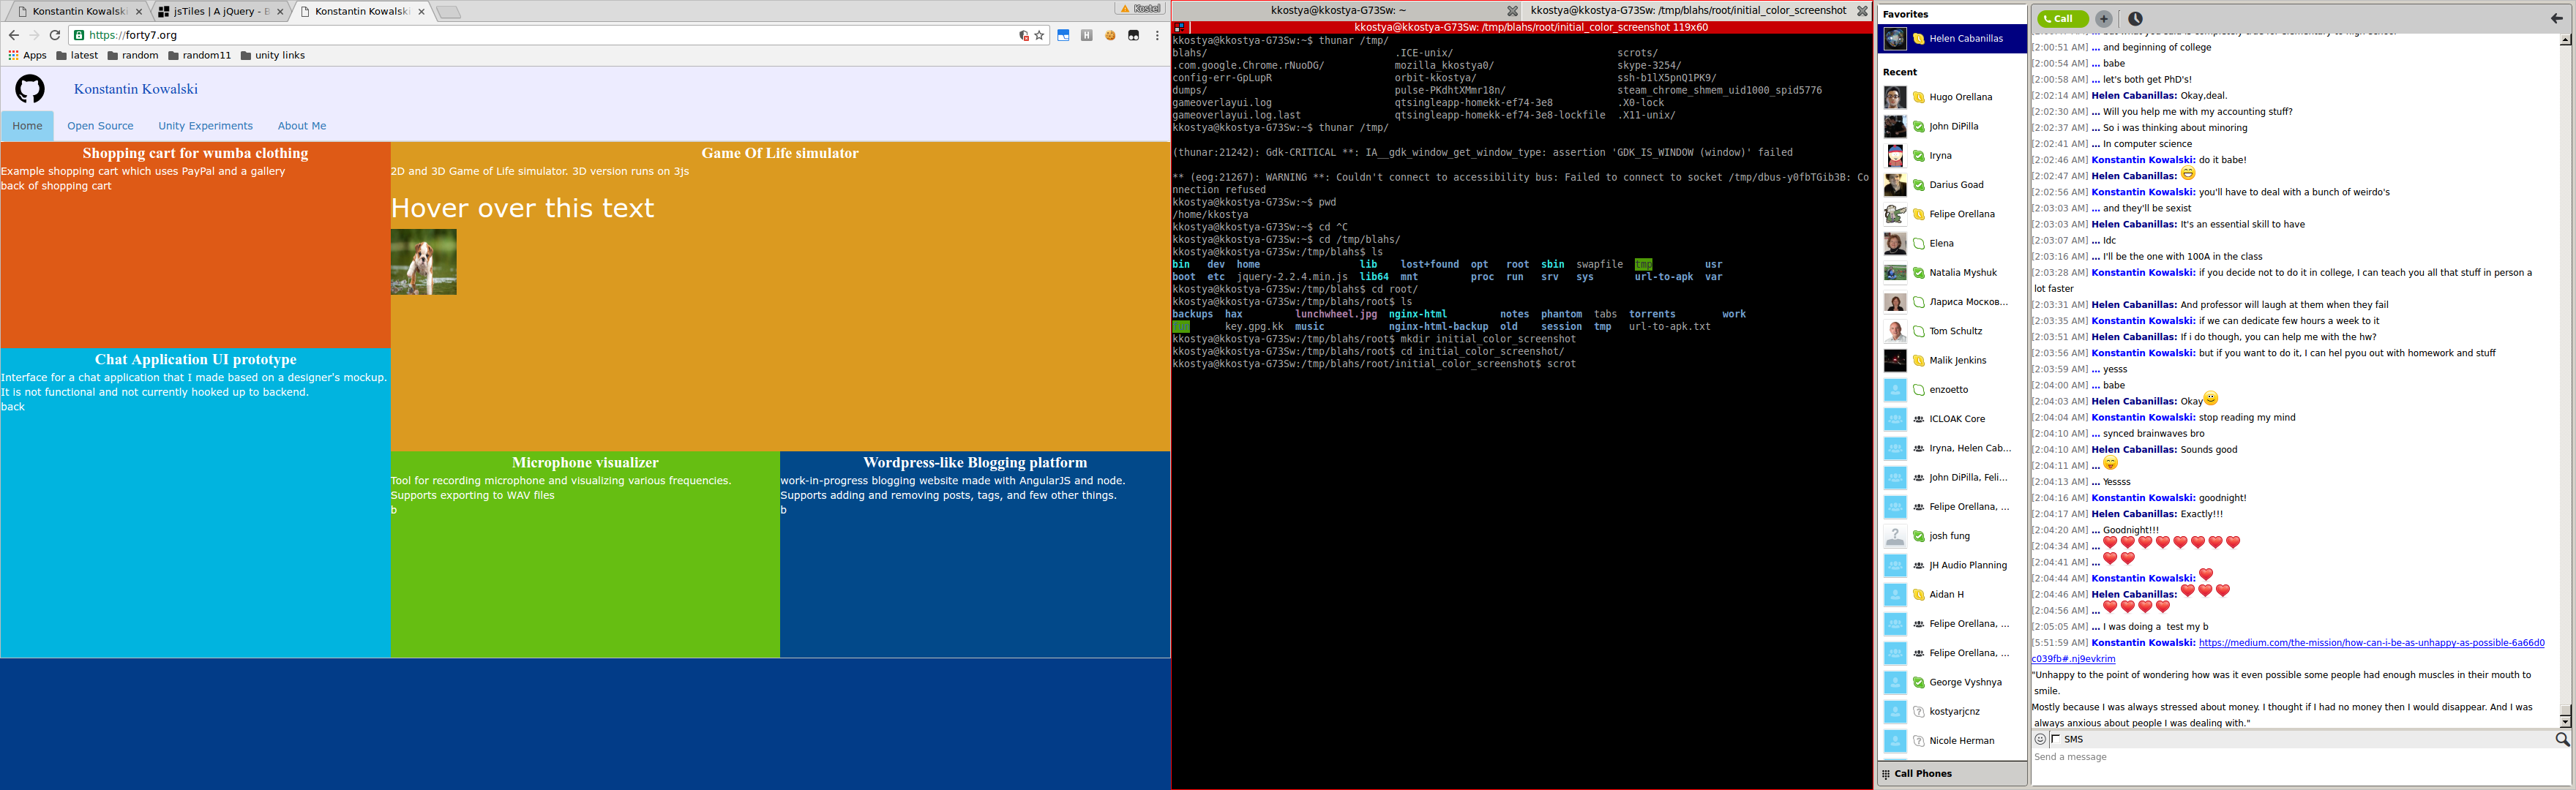 Konstantin Kowalsk
jsTiles | A jQuery - B
Konstantin Kowalsk
Kostel
https://forty7.org
Apps
latest
random
random11
unity links
Konstantin Kowalski
Home
Open Source
Unity Experiments
About Me
Shopping cart for wumba clothing
Example shopping cart which uses PayPal and a gallery
back of shopping cart
Game Of Life simulator
2D and 3D Game of Life simulator. 3D version runs on 3js
Hover over this text
Chat Application UI prototype
Interface for a chat application that I made based on a designer's mockup.
It is not functional and not currently hooked up to backend.
back
Microphone visualizer
Tool for recording microphone and visualizing various frequencies.
Supports exporting to WAV files
b
Wordpress-like Blogging platform
work-in-progress blogging website made with AngularJS and node.
Supports adding and removing posts, tags, and few other things.
b
kkostya@kkostya-G73Sw: ~
kkostya@kkostya-G73Sw: /tmp/blahs/root/initial_color_screenshot
kkostya@kkostya-G73Sw: /tmp/blahs/root/initial_color_screenshot 119x60
kkostya@kkostya-G73Sw:~$ thunar /tmp/
blahs/ .ICE-unix/ scrots/
.com.google.Chrome.rNuoDG/ mozilla_kkostya0/ skype-3254/
config-err-GpLupR orbit-kkostya/ ssh-b1lX5pnQ1PK9/
dumps/ pulse-PKdhtXMmr18n/ steam_chrome_shmem_uid1000_spid5776
gameoverlayui.log qtsingleapp-homekk-ef74-3e8 .X0-lock
gameoverlayui.log.last qtsingleapp-homekk-ef74-3e8-lockfile .X11-unix/
kkostya@kkostya-G73Sw:~$ thunar /tmp/
(thunar:21242): Gdk-CRITICAL **: IA__gdk_window_get_window_type: assertion 'GDK_IS_WINDOW (window)' failed
** (eog:21267): WARNING **: Couldn't connect to accessibility bus: Failed to connect to socket /tmp/dbus-y0fbTGib3B: Co
nnection refused
kkostya@kkostya-G73Sw:~$ pwd
/home/kkostya
kkostya@kkostya-G73Sw:~$ cd ^C
kkostya@kkostya-G73Sw:~$ cd /tmp/blahs/
kkostya@kkostya-G73Sw:/tmp/blahs$ ls
bin dev home lib lost+found opt root sbin swapfile tmp usr
boot etc jquery-2.2.4.min.js lib64 mnt proc run srv sys url-to-apk var
kkostya@kkostya-G73Sw:/tmp/blahs$ cd root/
kkostya@kkostya-G73Sw:/tmp/blahs/root$ ls
backups hax lunchwheel.jpg nginx-html notes phantom tabs torrents work
key.gpg.kk music nginx-html-backup old session tmp url-to-apk.txt
kkostya@kkostya-G73Sw:/tmp/blahs/root$ mkdir initial_color_screenshot
kkostya@kkostya-G73Sw:/tmp/blahs/root$ cd initial_color_screenshot/
kkostya@kkostya-G73Sw:/tmp/blahs/root/initial_color_screenshot$ scrot
Favorites
Helen Cabanillas
Recent
Hugo Orellana
John DiPilla
Iryna
Darius Goad
Felipe Orellana
Elena
Natalia Myshuk
Лариса Москов...
Tom Schultz
Malik Jenkins
enzoetto
ICLOAK Core
Iryna, Helen Cab...
John DiPilla, Feli...
Felipe Orellana, ...
josh fung
JH Audio Planning
Aidan H
Felipe Orellana, ...
Felipe Orellana, ...
George Vyshnya
kostyarjcnz
Nicole Herman
Call Phones
Call
[2:00:51 AM] ... and beginning of college
[2:00:54 AM] ... babe
[2:00:58 AM] ... let's both get PhD's!
[2:02:14 AM] Helen Cabanillas: Okay,deal.
[2:02:30 AM] ... Will you help me with my accounting stuff?
[2:02:37 AM] ... So i was thinking about minoring
[2:02:41 AM] ... In computer science
[2:02:46 AM] Konstantin Kowalski: do it babe!
[2:02:47 AM] Helen Cabanillas:
[2:02:56 AM] Konstantin Kowalski: you'll have to deal with a bunch of weirdo's
[2:03:03 AM] ... and they'll be sexist
[2:03:03 AM] Helen Cabanillas: It's an essential skill to have
[2:03:07 AM] ... Idc
[2:03:16 AM] ... I'll be the one with 100A in the class
[2:03:28 AM] Konstantin Kowalski: if you decide not to do it in college, I can teach you all that stuff in person a
lot faster
[2:03:31 AM] Helen Cabanillas: And professor will laugh at them when they fail
[2:03:35 AM] Konstantin Kowalski: if we can dedicate few hours a week to it
[2:03:51 AM] Helen Cabanillas: If i do though, you can help me with the hw?
[2:03:56 AM] Konstantin Kowalski: but if you want to do it, I can hel pyou out with homework and stuff
[2:03:59 AM] ... yesss
[2:04:00 AM] ... babe
[2:04:03 AM] Helen Cabanillas: Okay
[2:04:04 AM] Konstantin Kowalski: stop reading my mind
[2:04:10 AM] ... synced brainwaves bro
[2:04:10 AM] Helen Cabanillas: Sounds good
[2:04:11 AM] ...
[2:04:13 AM] ... Yessss
[2:04:16 AM] Konstantin Kowalski: goodnight!
[2:04:17 AM] Helen Cabanillas: Exactly!!!
[2:04:20 AM] ... Goodnight!!!
[2:04:34 AM] ...
[2:04:41 AM] ...
[2:04:44 AM] Konstantin Kowalski:
[2:04:46 AM] Helen Cabanillas:
[2:04:56 AM] ...
[2:05:05 AM] ... I was doing a test my b
[5:51:59 AM] Konstantin Kowalski: https://medium.com/the-mission/how-can-i-be-as-unhappy-as-possible-6a66d0
c039fb#.nj9evkrim
"Unhappy to the point of wondering how was it even possible some people had enough muscles in their mouth to
smile.
Mostly because I was always stressed about money. I thought if I had no money then I would disappear. And I was
always anxious about people I was dealing with."
SMS
Send a message